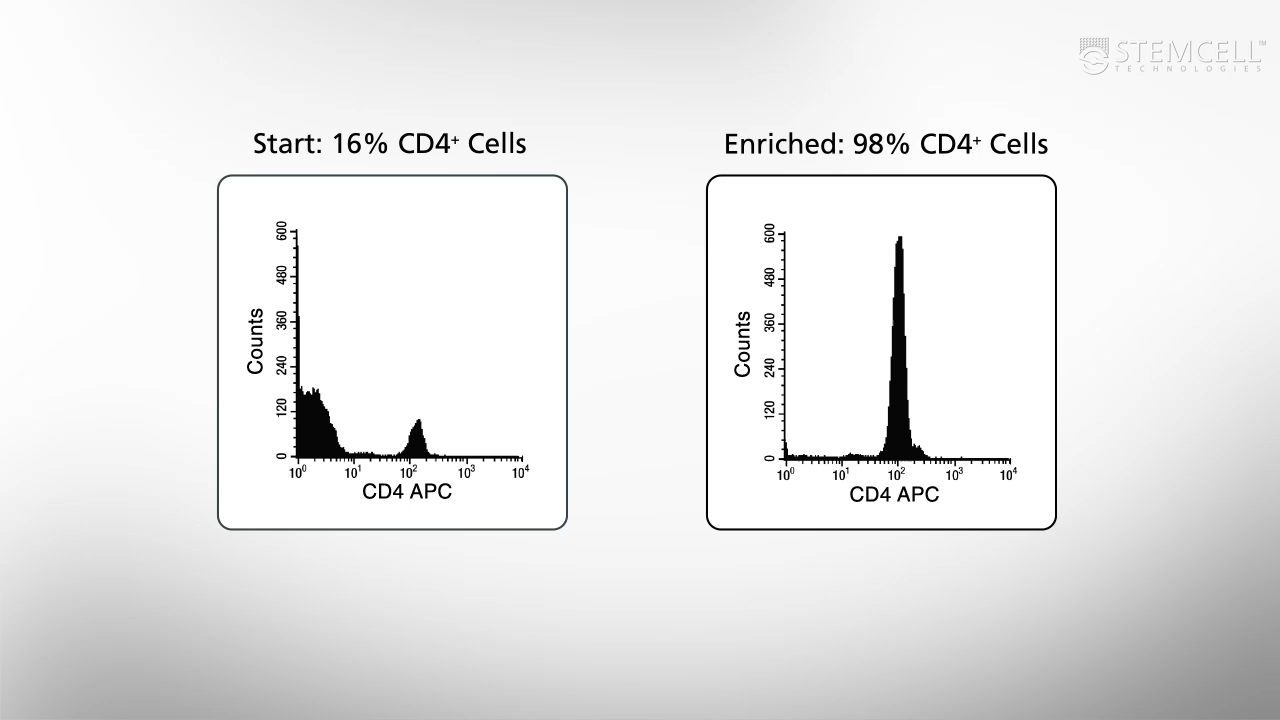 STEMCELL™
TECHNOLOGIES
Start: 16% CD4⁺ Cells
Enriched: 98% CD4⁺ Cells
Counts
600
480
360
240
120
0
10⁰ 10¹ 10² 10³ 10⁴
CD4 APC
Counts
600
480
360
240
120
0
10⁰ 10¹ 10² 10³ 10⁴
CD4 APC